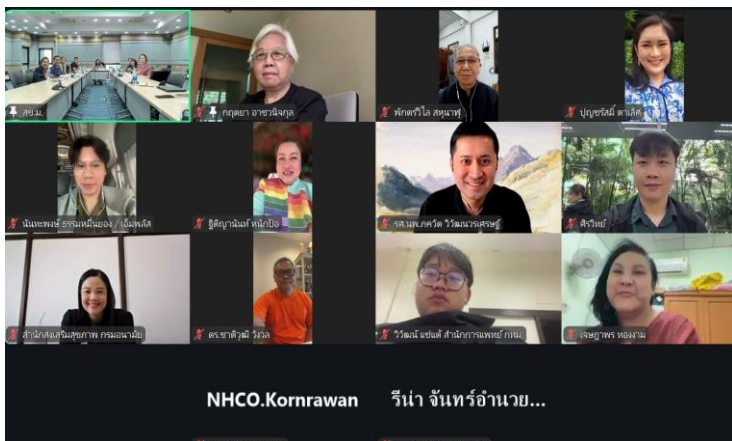 สช.ม.
กฤตยา อาชวนิจกุล
พักตร์วิไล สหุนาฬุ
ปุญชรัสมิ์ ตาเลิศ
นันทะพงษ์ ธรรมหมื่นยอง / เอ็มพลัส
ฐิติญานันท์ หนักป้อ
รศ.นพ.ภควัต วิวัฒนวรเศรษฐ์
ศิรวิทย์
สำนักส่งเสริมสุขภาพ กรมอนามัย
ดร.ชาติวุฒิ วังวล
วิวัฒน์ แซ่แต้ สำนักการแพทย์ กทม.
เจษฎาพร ทองงาม
NHCO.Kornrawan
รีน่า จันทร์อำนวย...